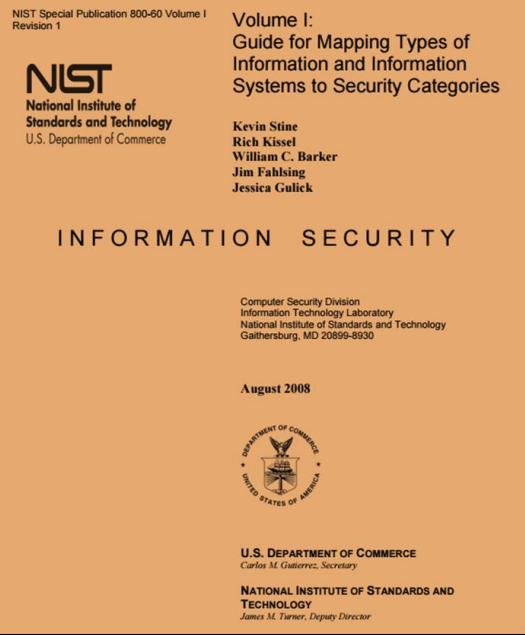 NIST Special Publication 800-60 Volume I
Revision 1
Volume I:
Guide for Mapping Types of
Information and Information
Systems to Security Categories
NIST
National Institute of
Standards and Technology
U.S. Department of Commerce
Kevin Stine
Rich Kissel
William C. Barker
Jim Fahlsing
Jessica Gulick
INFORMATION SECURITY
Computer Security Division
Information Technology Laboratory
National Institute of Standards and Technology
Gaithersburg, MD 20899-8930
August 2008
DEPARTMENT OF COMMERCE
UNITED STATES OF AMERICA
U.S. DEPARTMENT OF COMMERCE
Carlos M. Gutierrez, Secretary
NATIONAL INSTITUTE OF STANDARDS AND
TECHNOLOGY
James M. Turner, Deputy Director